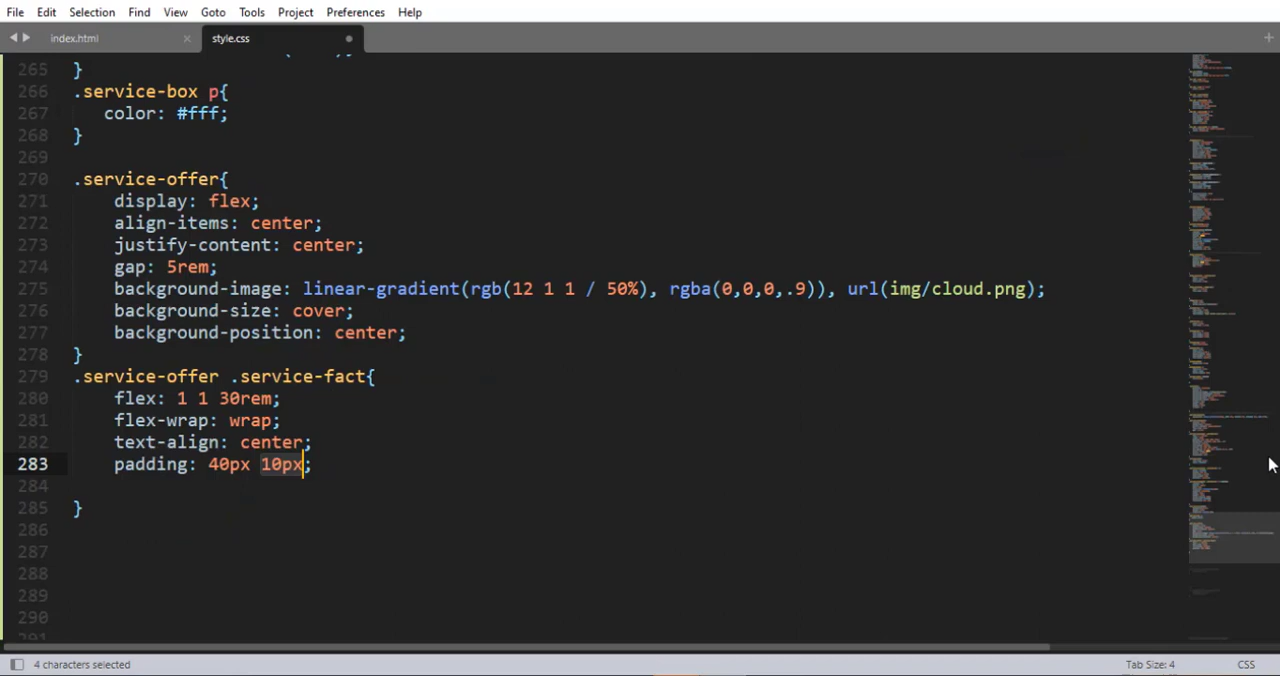 File Edit Selection Find View Goto Tools Project Preferences Help
index.html × style.css
265 }
266 .service-box p{
267 color: #fff;
268 }
269
270 .service-offer{
271 display: flex;
272 align-items: center;
273 justify-content: center;
274 gap: 5rem;
275 background-image: linear-gradient(rgb(12 1 1 / 50%), rgba(0,0,0,.9)), url(img/cloud.png);
276 background-size: cover;
277 background-position: center;
278 }
279 .service-offer .service-fact{
280 flex: 1 1 30rem;
281 flex-wrap: wrap;
282 text-align: center;
283 padding: 40px 10px;
284
285 }
286
287
288
289
290
291
4 characters selected Tab Size: 4 CSS